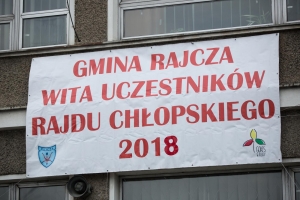 GMINA RAJCZA
WITA UCZESTNIKÓW
RAJDU CHŁOPSKIEGO
2018